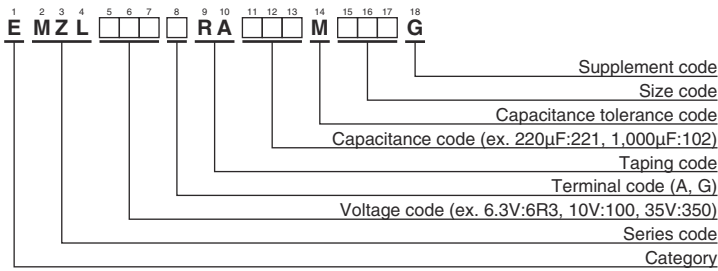 1 2 3 4 5 6 7 8 9 10 11 12 13 14 15 16 17 18
E MZL RA M G
Supplement code
Size code
Capacitance tolerance code
Capacitance code (ex. 220µF:221, 1,000µF:102)
Taping code
Terminal code (A, G)
Voltage code (ex. 6.3V:6R3, 10V:100, 35V:350)
Series code
Category